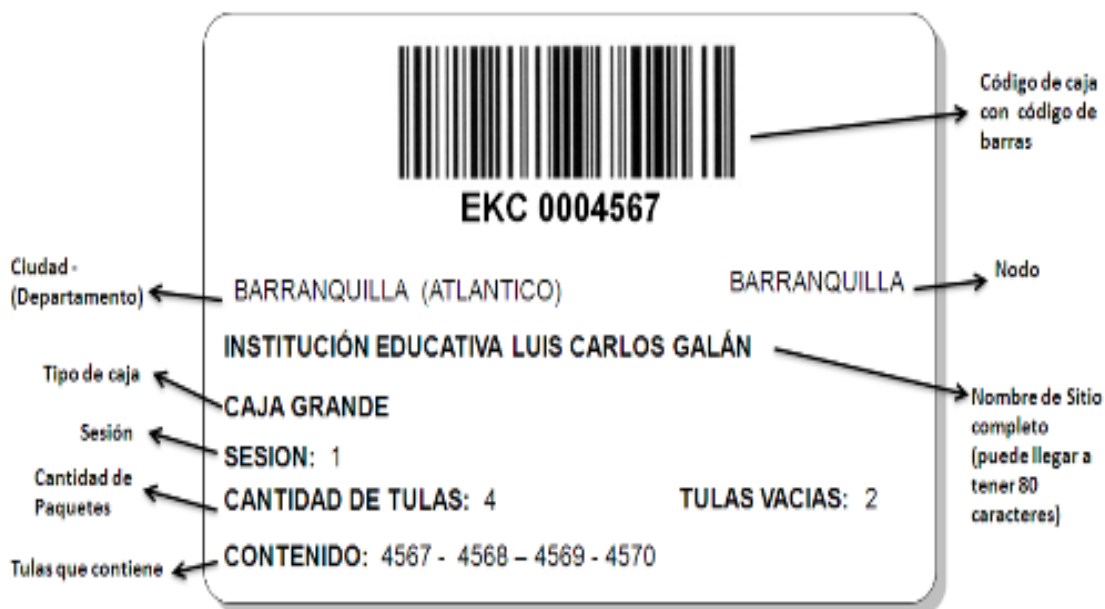 Código de caja
con código de
barras
EKC 0004567
Ciudad -
(Departamento)
BARRANQUILLA (ATLANTICO)
BARRANQUILLA
Nodo
INSTITUCIÓN EDUCATIVA LUIS CARLOS GALÁN
Tipo de caja
CAJA GRANDE
Nombre de Sitio
completo
(puede llegar a
tener 80
caracteres)
Sesión
SESION: 1
Cantidad de
Paquetes
CANTIDAD DE TULAS: 4
TULAS VACIAS: 2
Tulas que contiene
CONTENIDO: 4567 - 4568 – 4569 - 4570